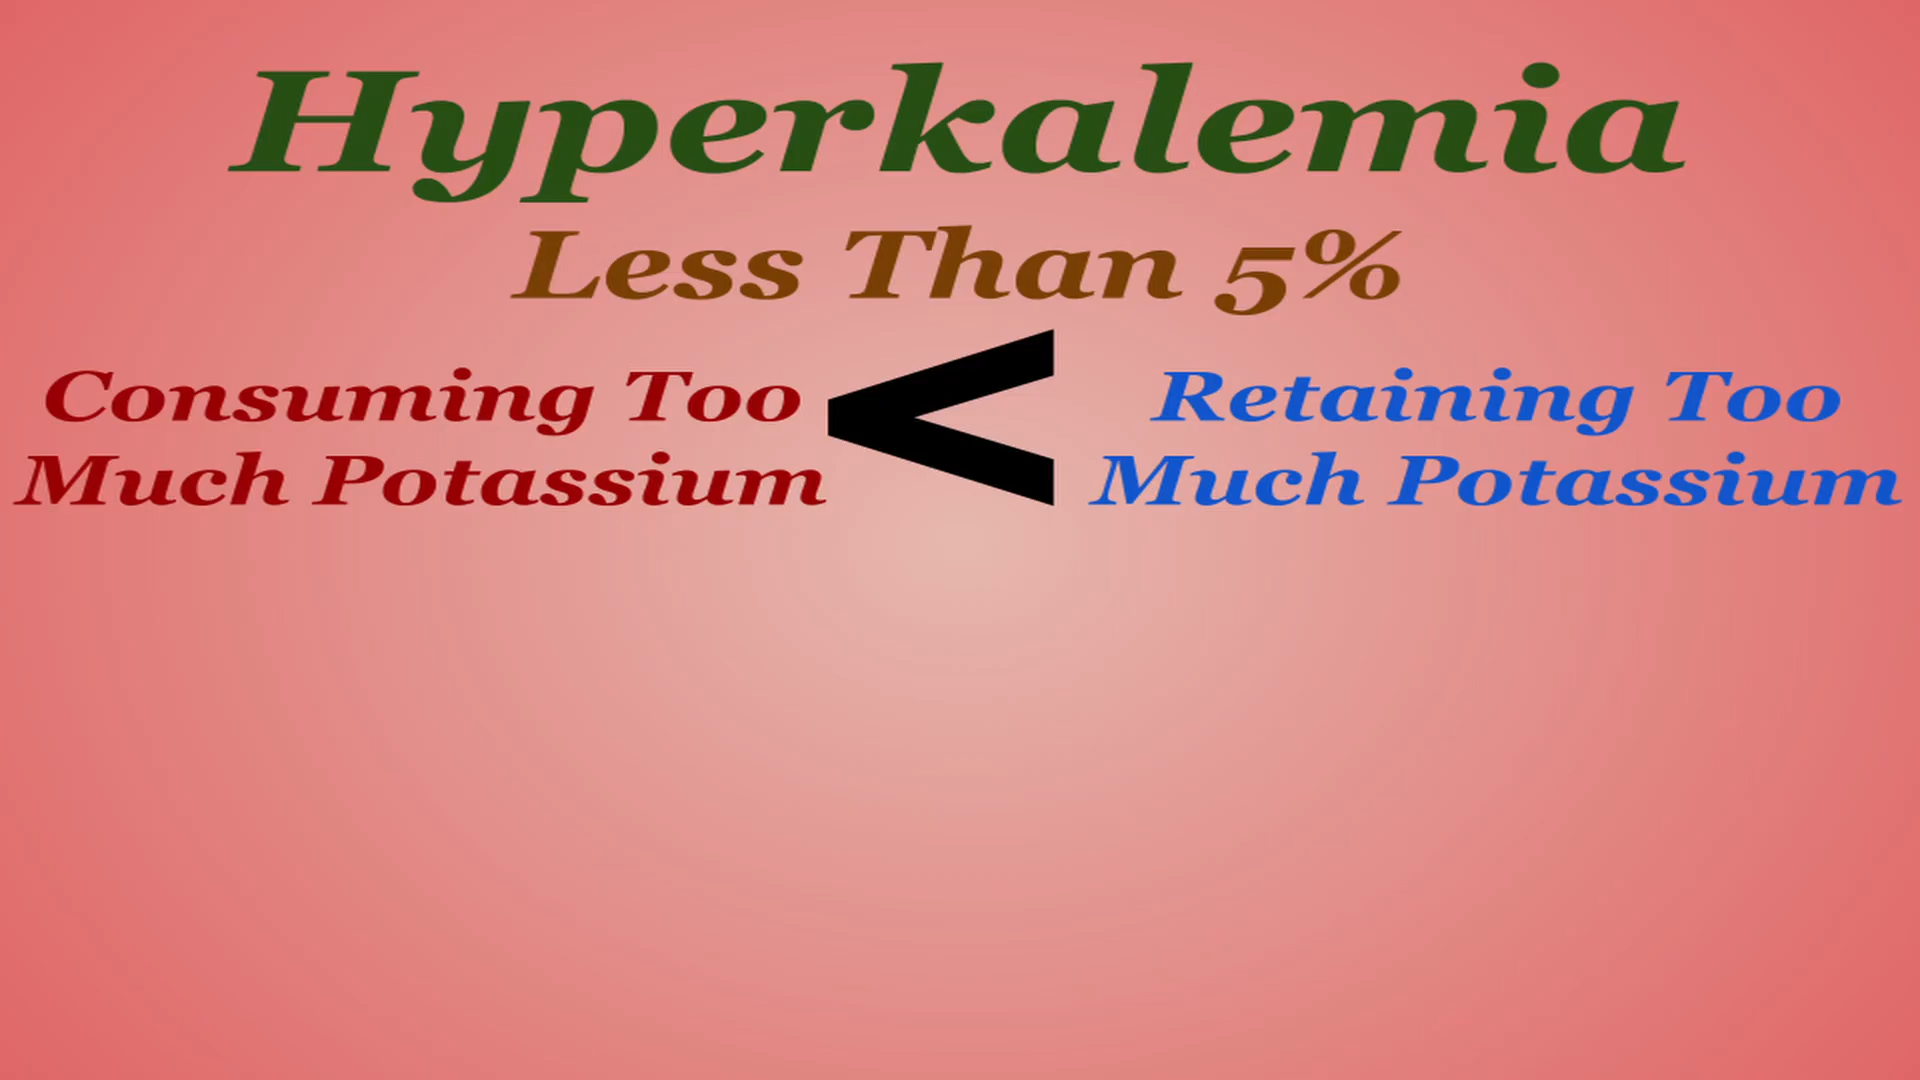 Hyperkalemia
Less Than 5%
Consuming Too
Much Potassium
<
Retaining Too
Much Potassium